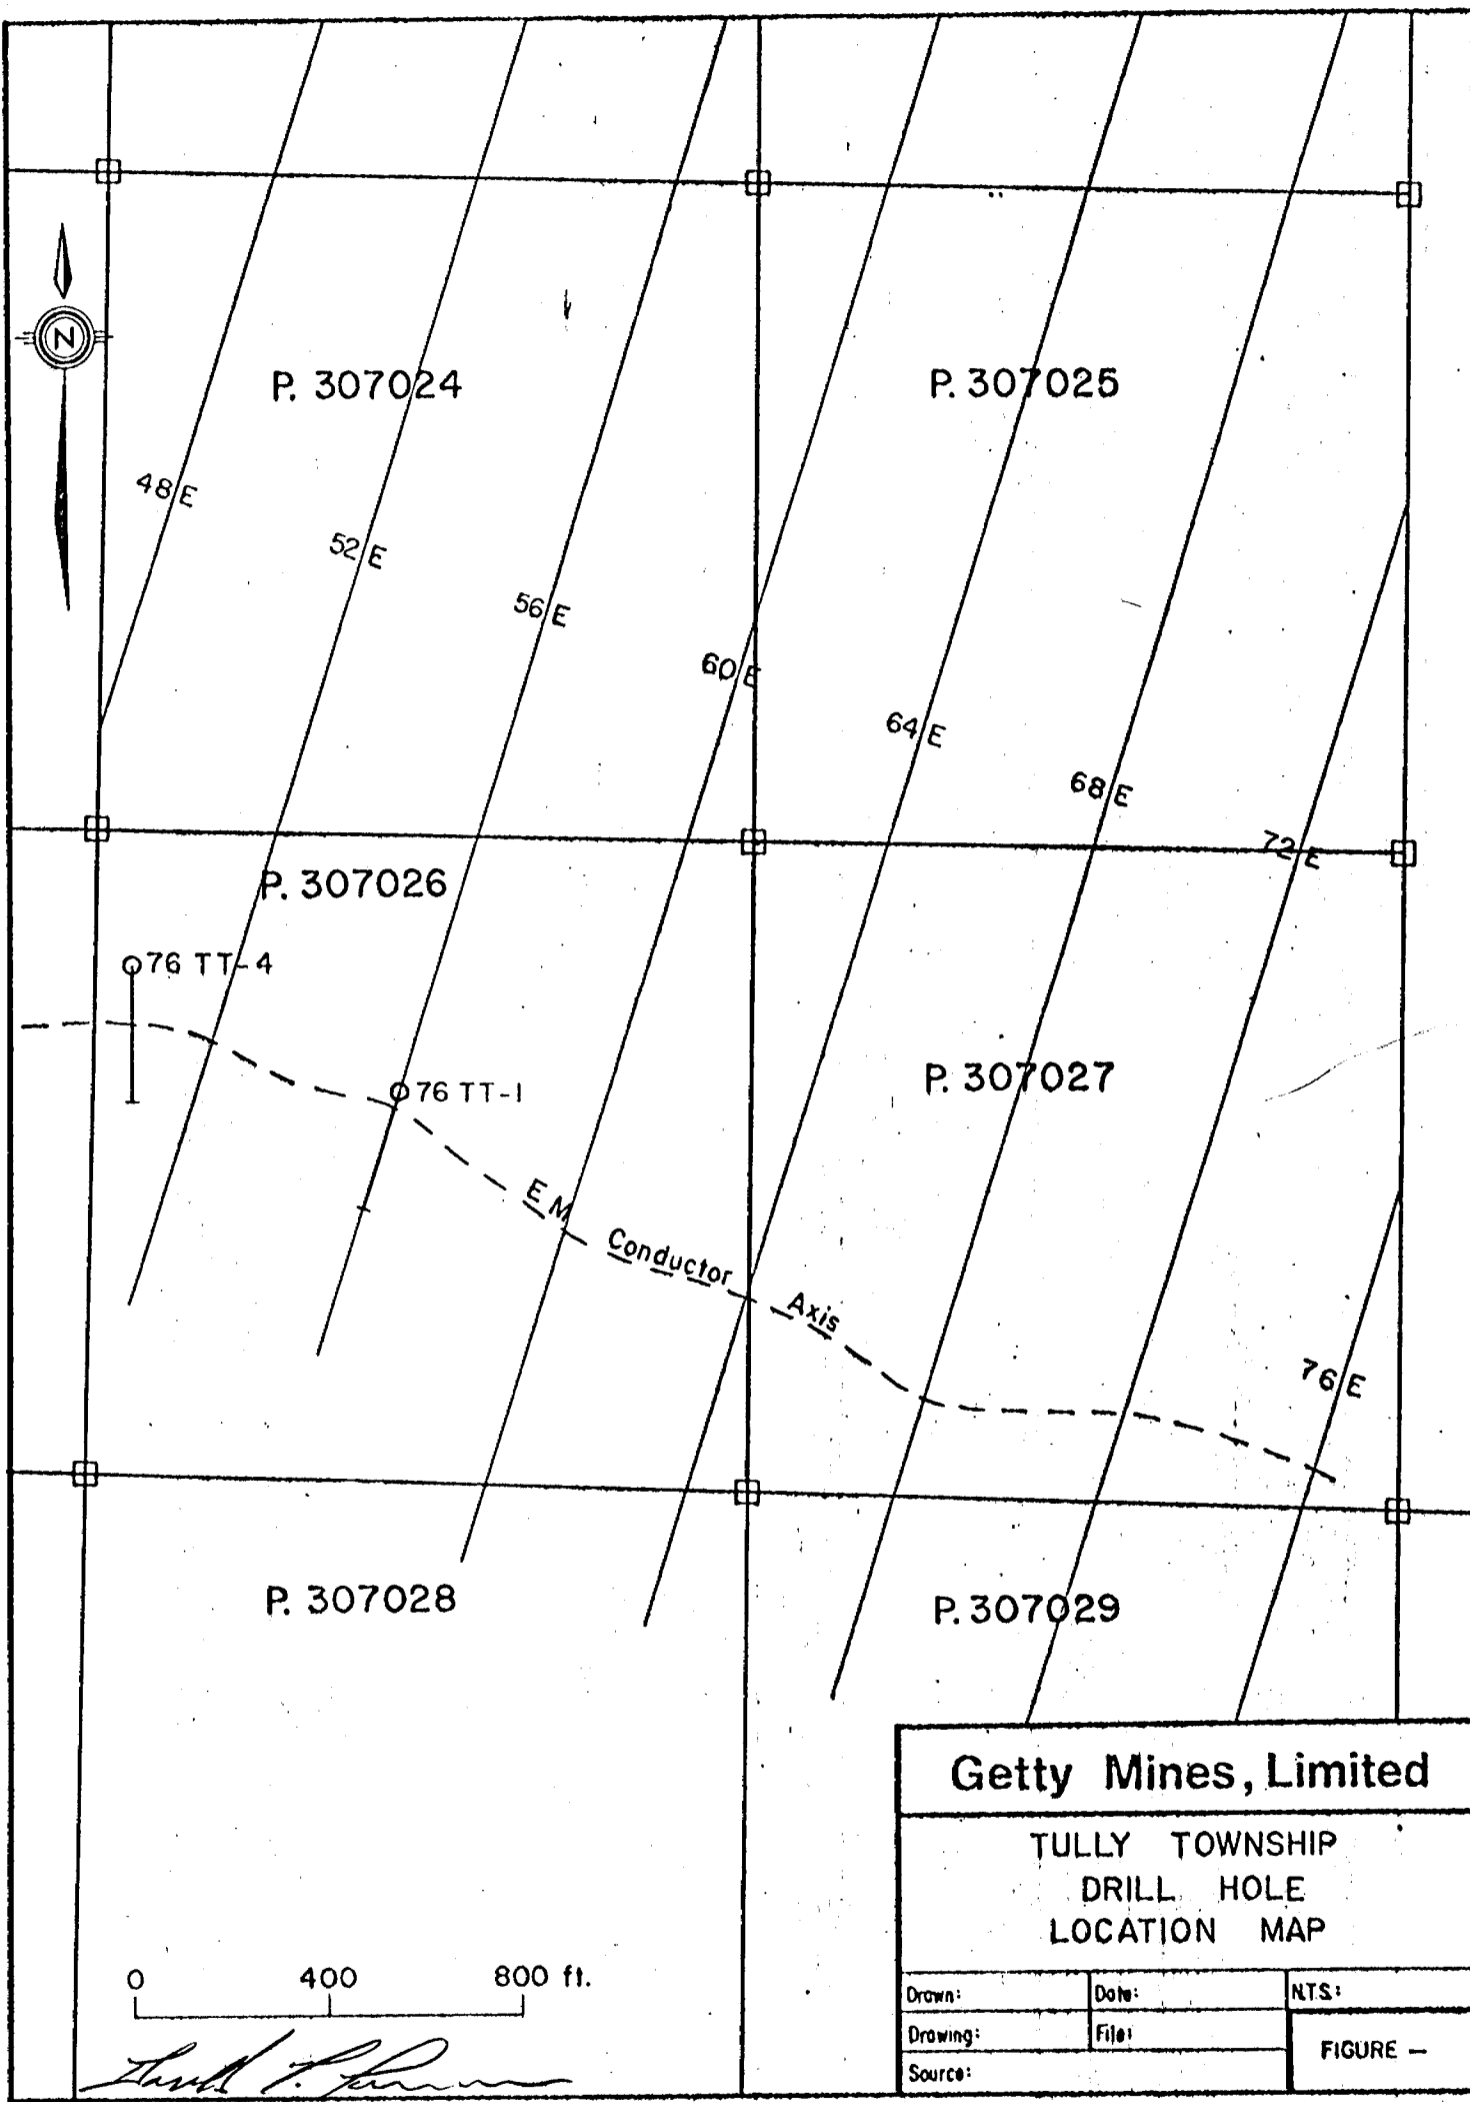 N
P. 307024
P. 307025
48 E
52 E
56 E
60 E
64 E
68 E
72 E
P. 307026
76 TT-4
P. 307027
76 TT-1
E M Conductor Axis
76 E
P. 307028
P. 307029
Getty Mines, Limited
TULLY TOWNSHIP
DRILL HOLE
LOCATION MAP
0 400 800 ft.
Drawn: Date: N.T.S.:
Drawing: File:
FIGURE —
Source: